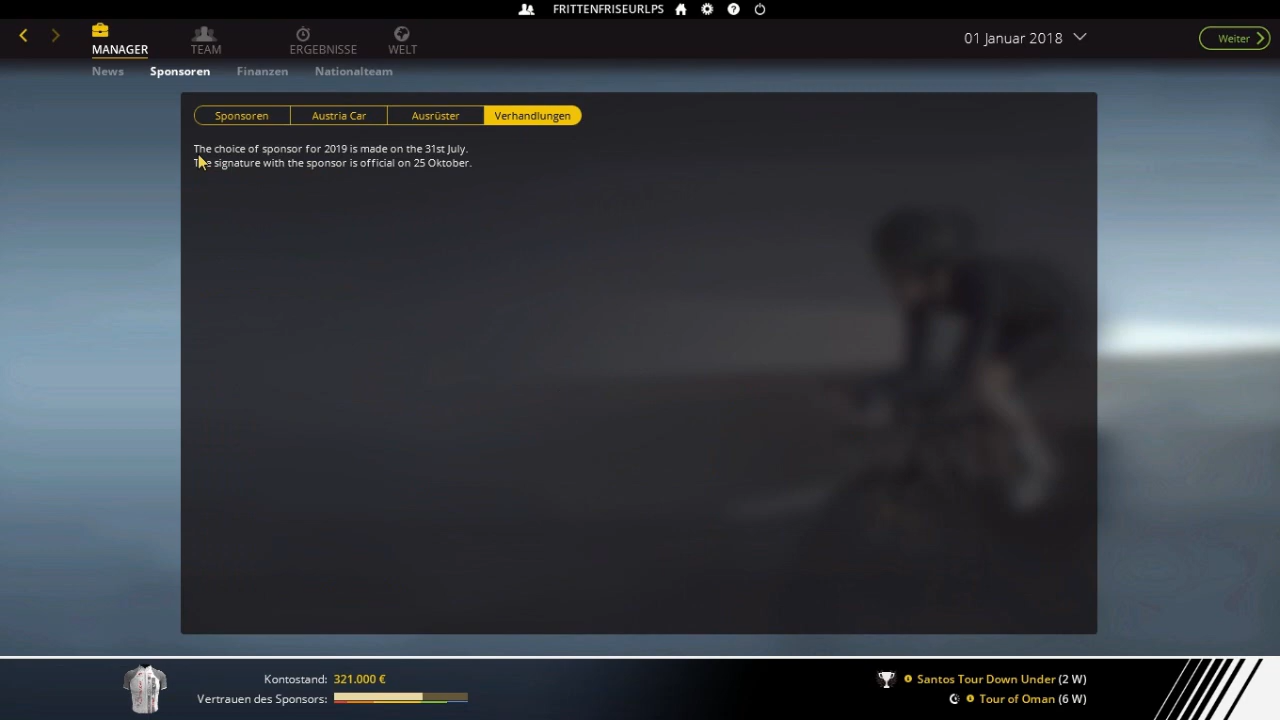 FRITTENFRISEURLPS
MANAGER TEAM ERGEBNISSE WELT
01 Januar 2018
Weiter
News Sponsoren Finanzen Nationalteam
Sponsoren Austria Car Ausrüster Verhandlungen
The choice of sponsor for 2019 is made on the 31st July.
The signature with the sponsor is official on 25 Oktober.
Kontostand: 321.000 €
Vertrauen des Sponsors:
Santos Tour Down Under (2 W)
Tour of Oman (6 W)